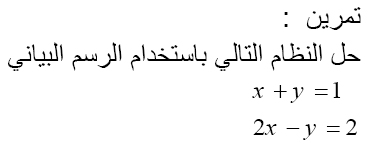 تمرين :
حل النظام التالي باستخدام الرسم البياني
x + y = 1
2x − y = 2